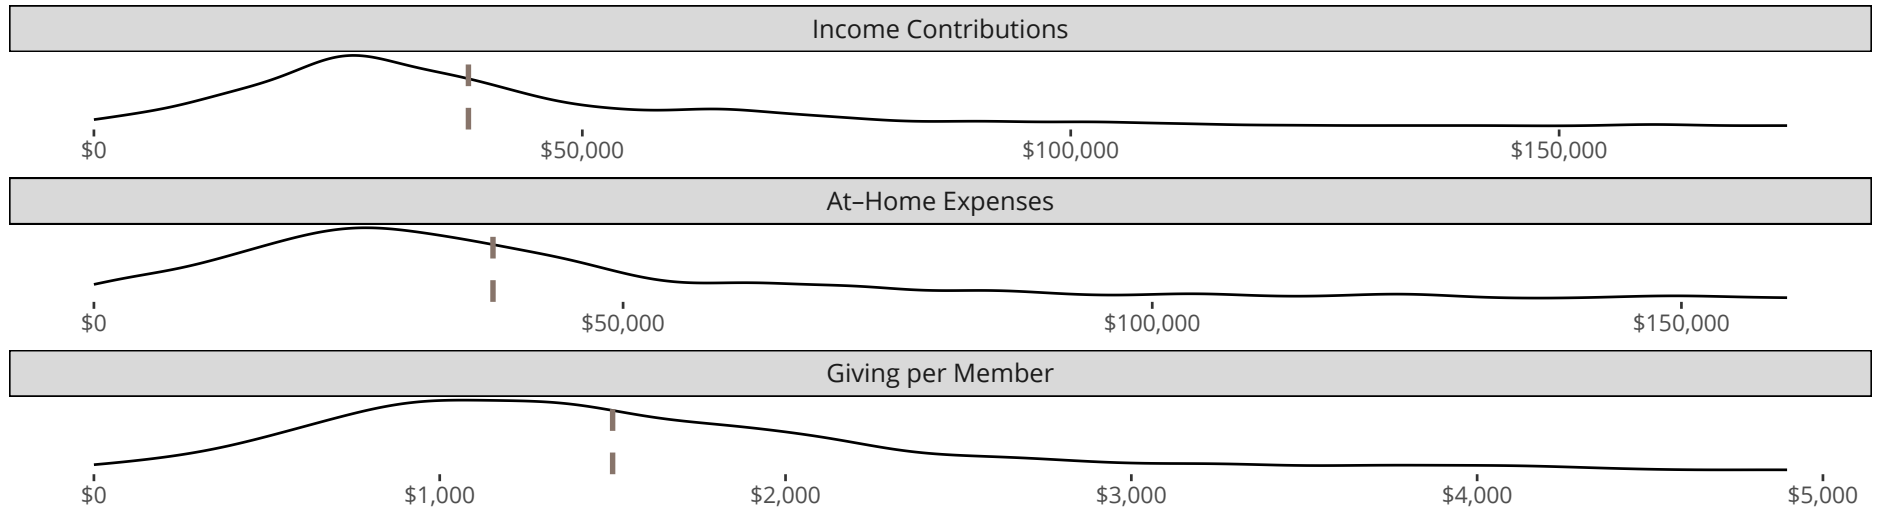 Income Contributions
$0 $50,000 $100,000 $150,000
At–Home Expenses
$0 $50,000 $100,000 $150,000
Giving per Member
$0 $1,000 $2,000 $3,000 $4,000 $5,000